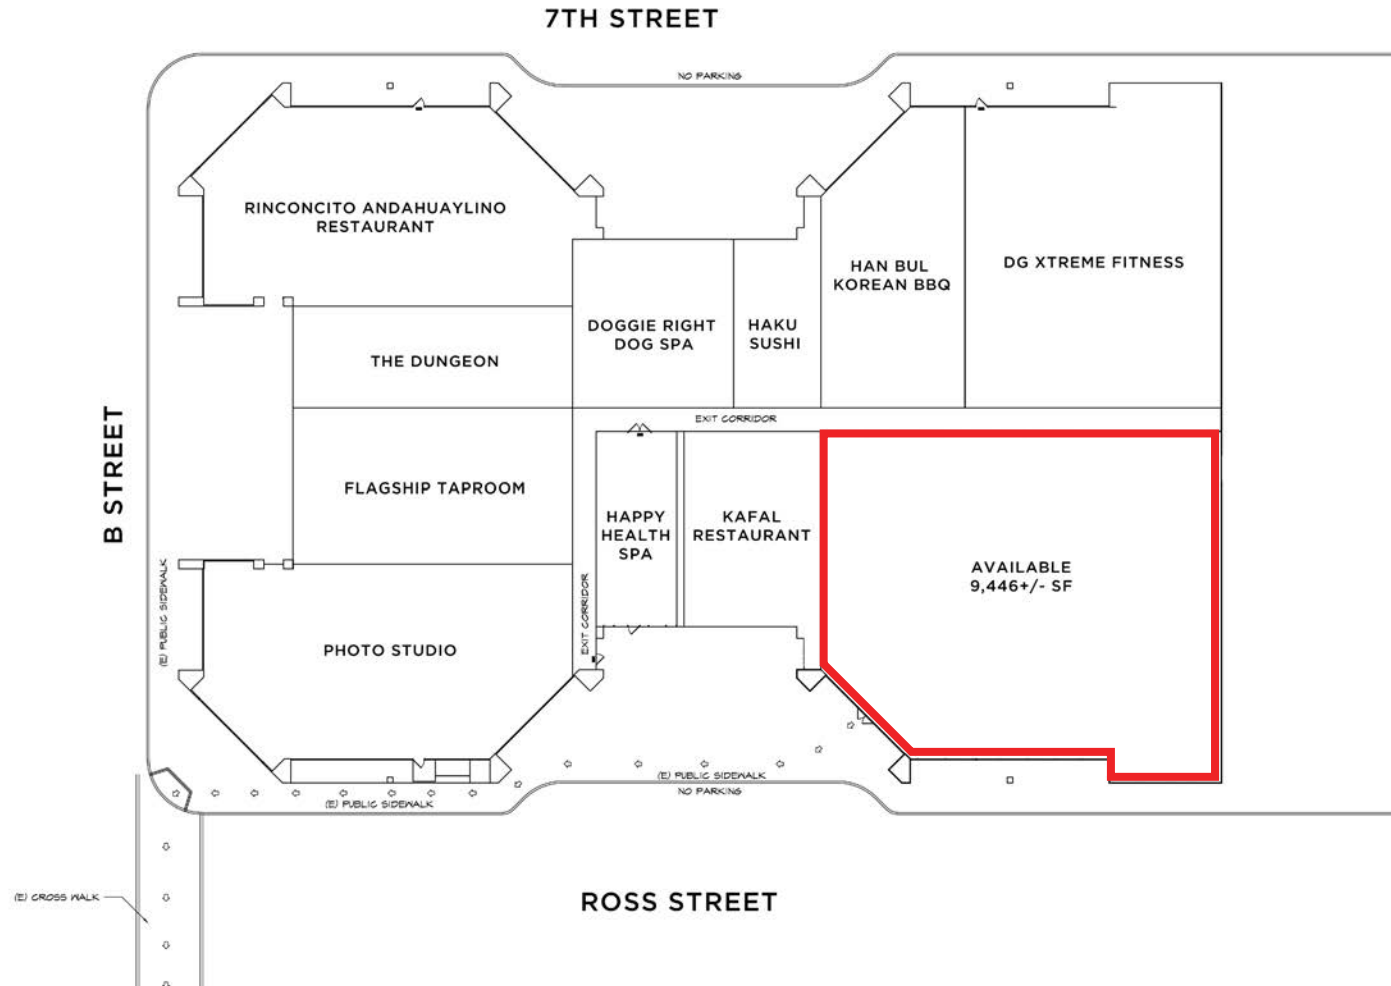 7TH STREET
NO PARKING
RINCONCITO ANDAHUAYLINO
RESTAURANT
HAN BUL
KOREAN BBQ
DG XTREME FITNESS
DOGGIE RIGHT
DOG SPA
HAKU
SUSHI
THE DUNGEON
EXIT CORRIDOR
B STREET
FLAGSHIP TAPROOM
HAPPY
HEALTH
SPA
KAFAL
RESTAURANT
AVAILABLE
9,446+/- SF
(E) PUBLIC SIDEWALK
EXIT CORRIDOR
PHOTO STUDIO
(E) PUBLIC SIDEWALK
NO PARKING
(E) PUBLIC SIDEWALK
(E) CROSS WALK
ROSS STREET